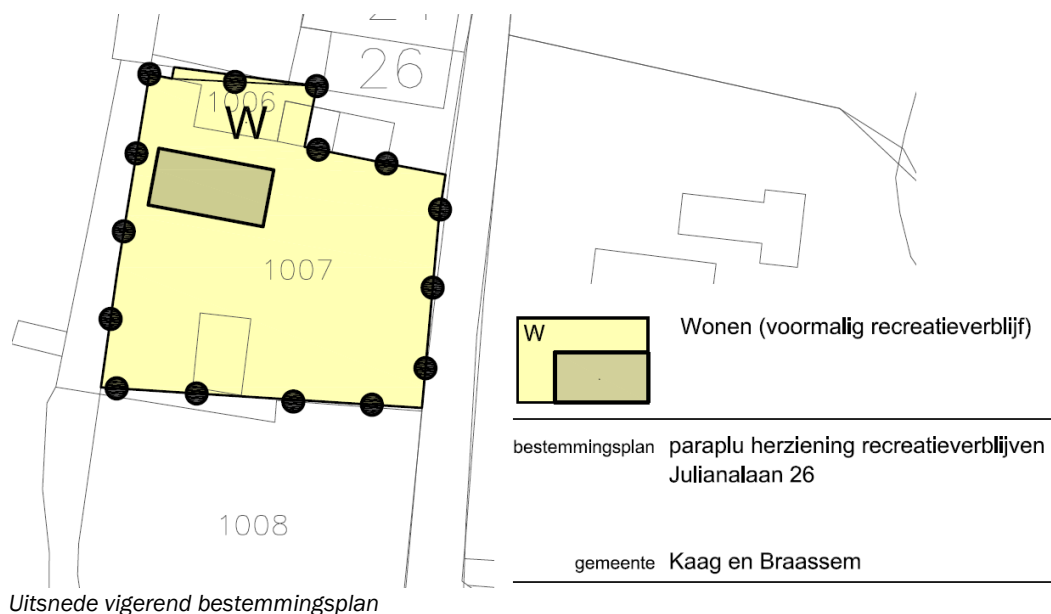 26
1006
W
1007
W
Wonen (voormalig recreatieverblijf)
bestemmingsplan paraplu herziening recreatieverblijven
Julianalaan 26
1008
gemeente Kaag en Braassem
Uitsnede vigerend bestemmingsplan